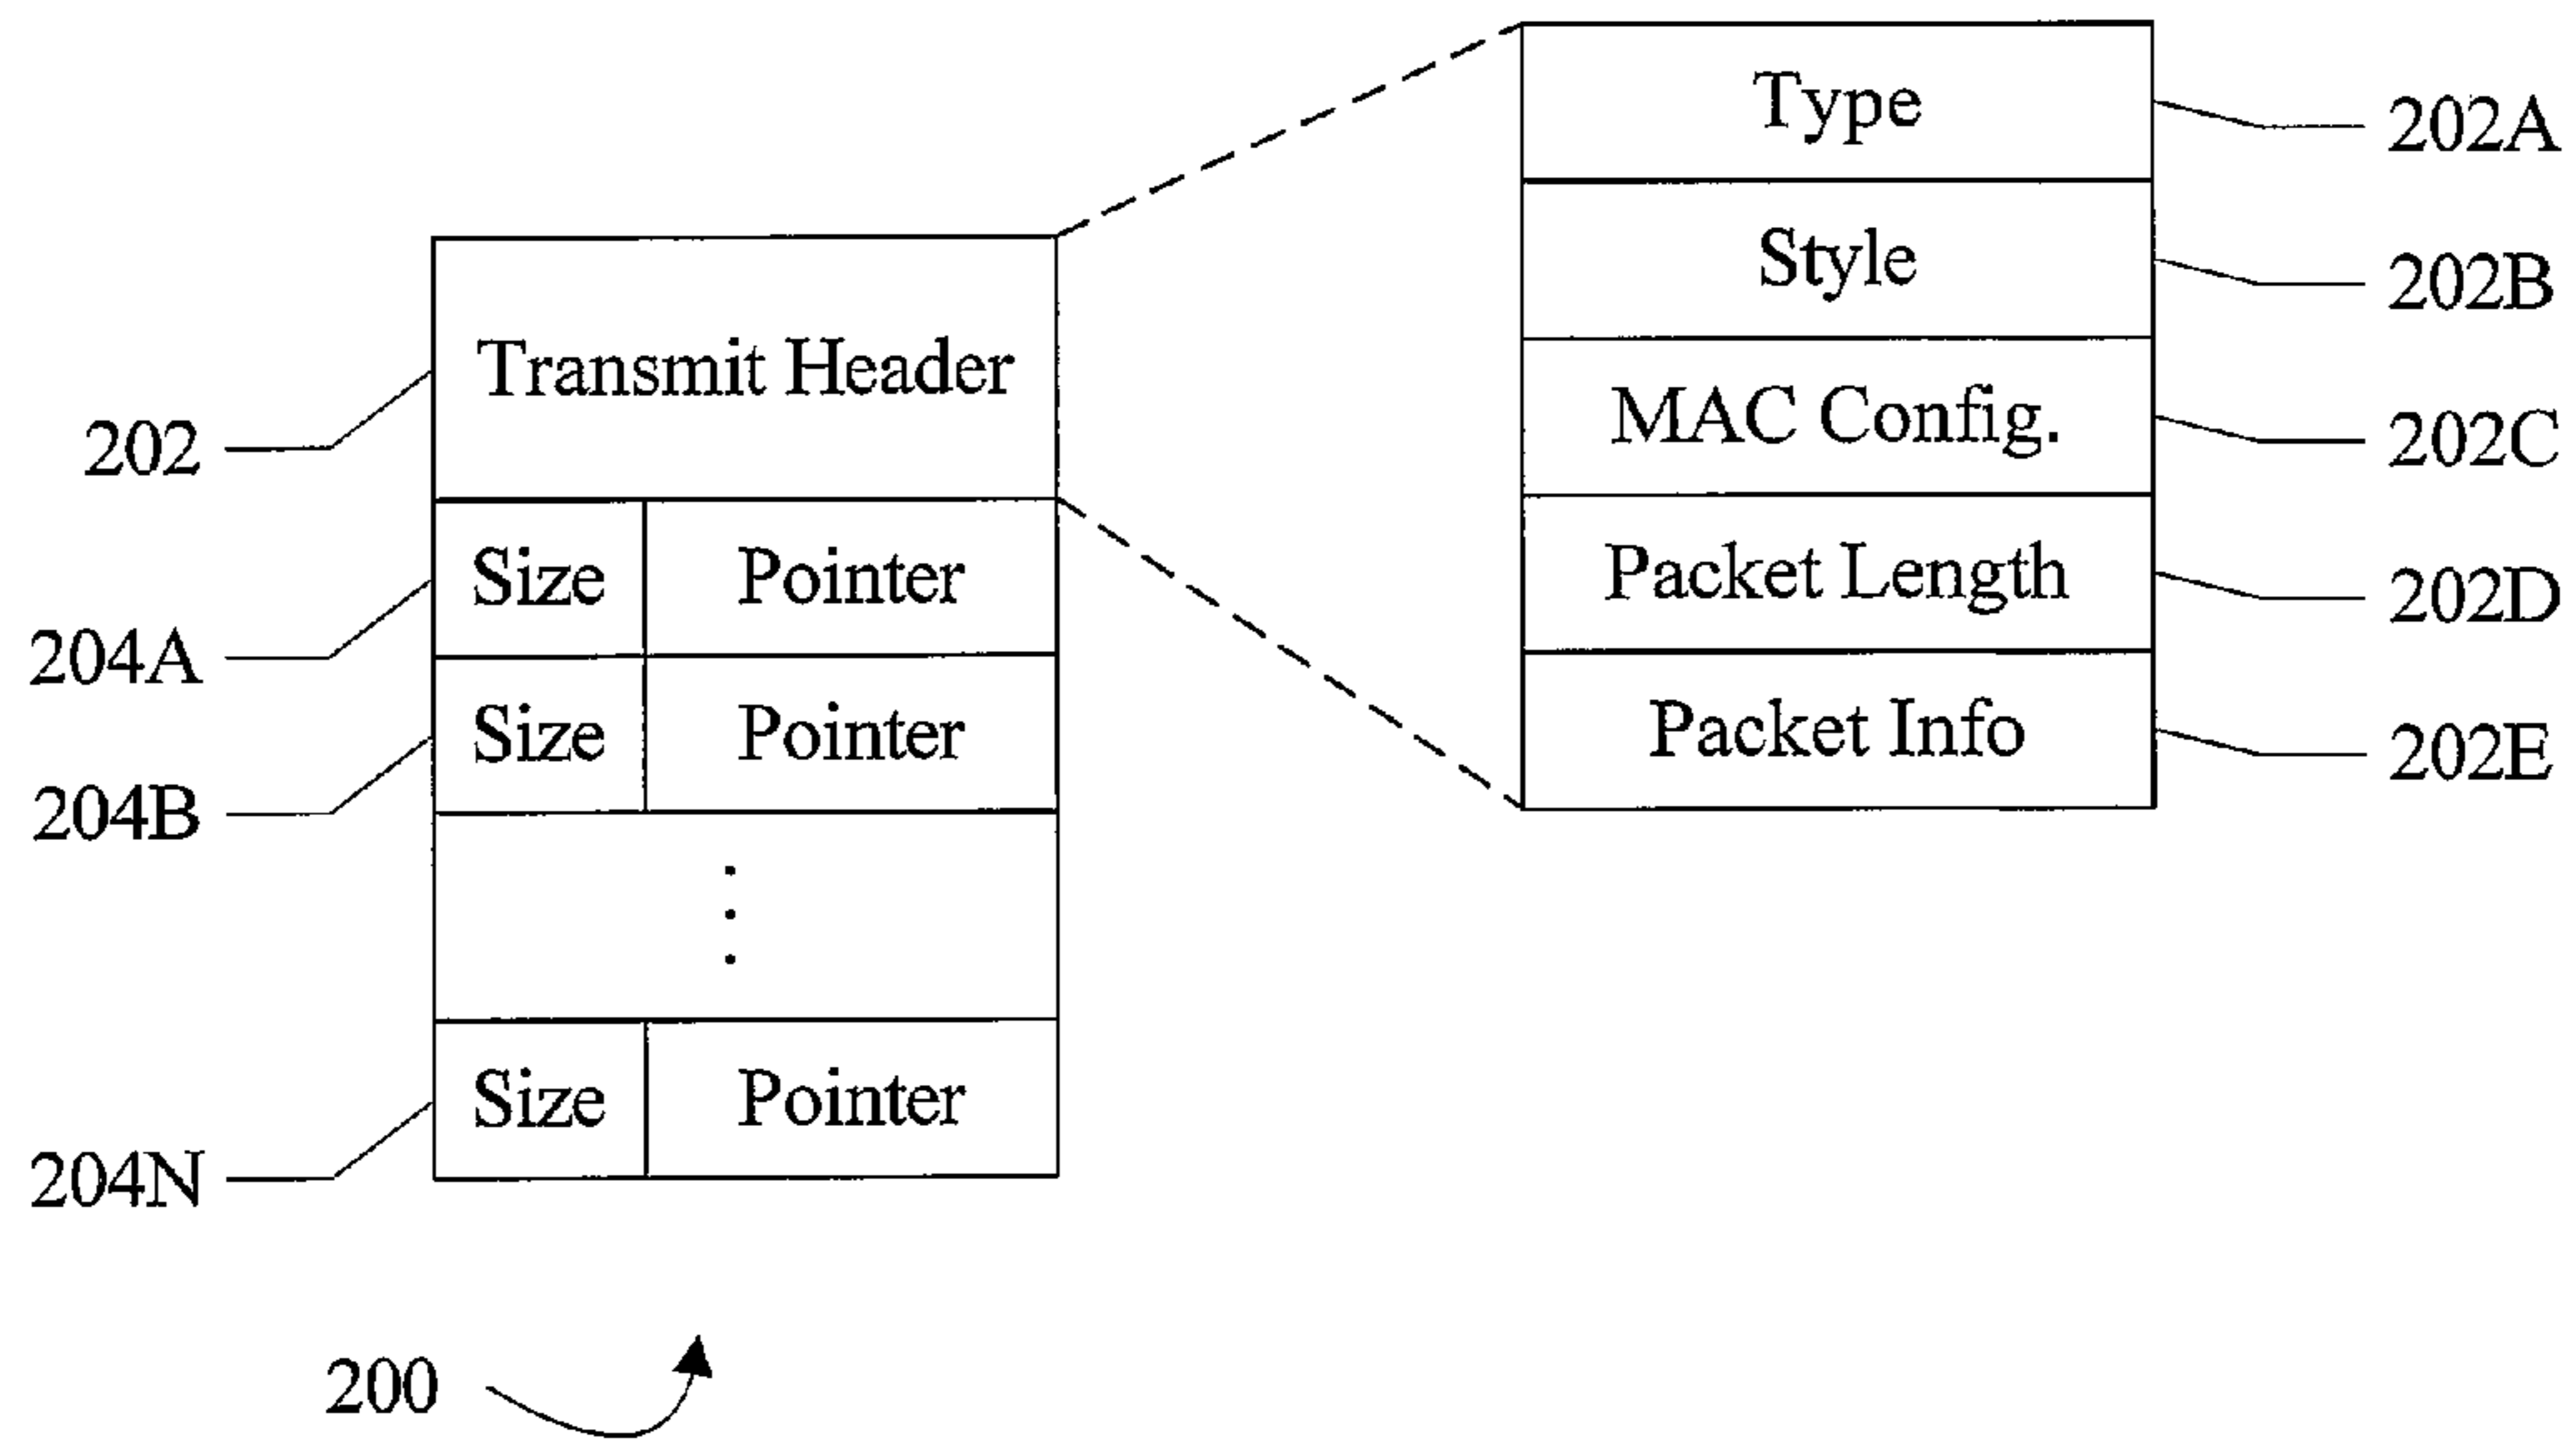 Type
202A
Style
202B
Transmit Header
MAC Config.
202
202C
Size Pointer
Packet Length
204A
202D
Size Pointer
Packet Info
204B
202E
Size Pointer
204N
200